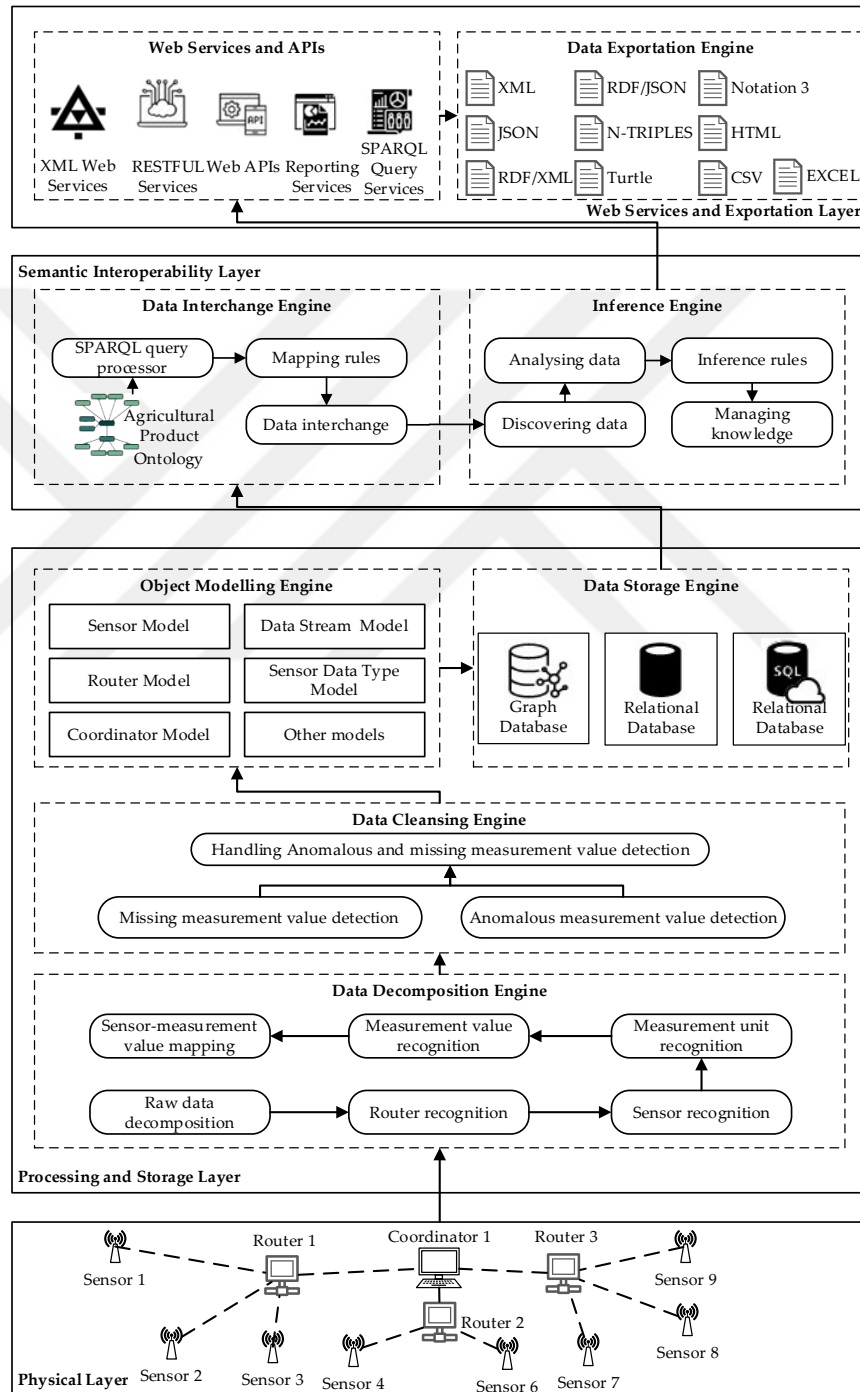 Web Services and APIs
XML Web
Services
RESTFUL
Services
Web APIs
API
Reporting
Services
SPARQL
Query
Services
Data Exportation Engine
XML
RDF/JSON
Notation 3
JSON
N-TRIPLES
HTML
RDF/XML
Turtle
CSV
EXCEL
Web Services and Exportation Layer
Semantic Interoperability Layer
Data Interchange Engine
SPARQL query
processor
Mapping rules
Agricultural
Product
Ontology
Data interchange
Inference Engine
Analysing data
Inference rules
Discovering data
Managing
knowledge
Object Modelling Engine
Sensor Model
Data Stream Model
Router Model
Sensor Data Type
Model
Coordinator Model
Other models
Data Storage Engine
Graph
Database
Relational
Database
SQL
Relational
Database
Data Cleansing Engine
Handling Anomalous and missing measurement value detection
Missing measurement value detection
Anomalous measurement value detection
Data Decomposition Engine
Sensor-measurement
value mapping
Measurement value
recognition
Measurement unit
recognition
Raw data
decomposition
Router recognition
Sensor recognition
Processing and Storage Layer
Router 1
Coordinator 1
Router 3
Sensor 1
Sensor 9
Router 2
Sensor 8
Physical Layer
Sensor 2
Sensor 3
Sensor 4
Sensor 6
Sensor 7